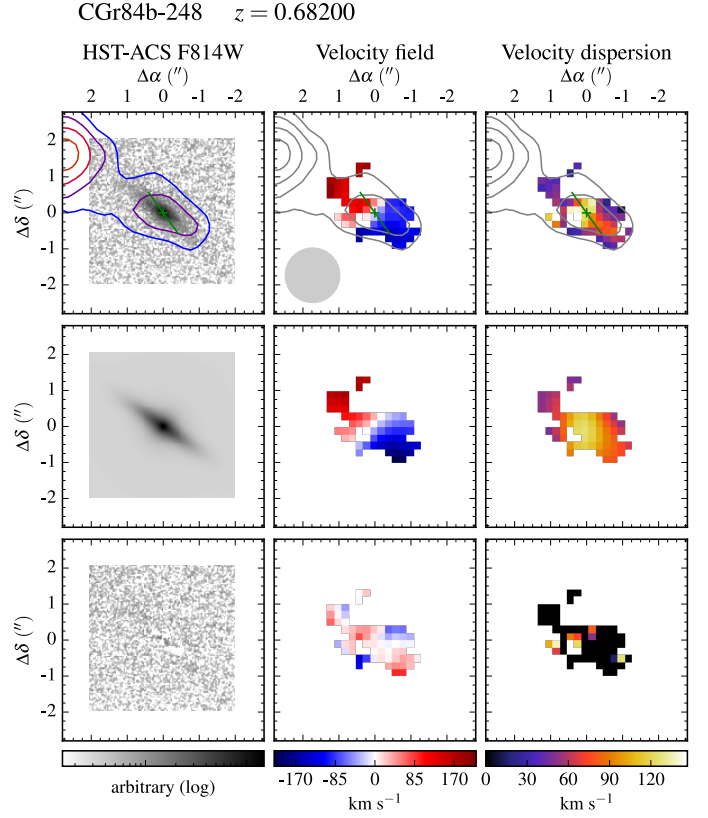 CGr84b-248 z = 0.68200
HST-ACS F814W Velocity field Velocity dispersion
Δα (″) Δα (″) Δα (″)
2 1 0 -1 -2 2 1 0 -1 -2 2 1 0 -1 -2
Δδ (″)
2
1
0
-1
-2
Δδ (″)
2
1
0
-1
-2
Δδ (″)
2
1
0
-1
-2
arbitrary (log)
-170 -85 0 85 170
km s⁻¹
0 30 60 90 120
km s⁻¹